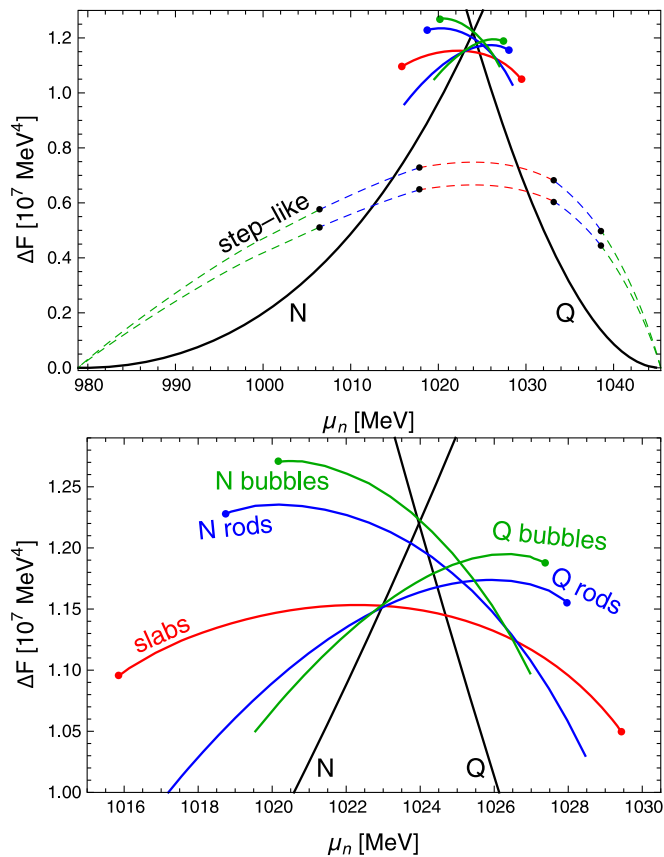 ΔF [10⁷ MeV⁴]
1.2
1.0
0.8
0.6
0.4
0.2
0.0
step–like
N
Q
980 990 1000 1010 1020 1030 1040
μn [MeV]
ΔF [10⁷ MeV⁴]
1.25
1.20
1.15
1.10
1.05
1.00
N bubbles
N rods
Q bubbles
Q rods
slabs
N
Q
1016 1018 1020 1022 1024 1026 1028 1030
μn [MeV]